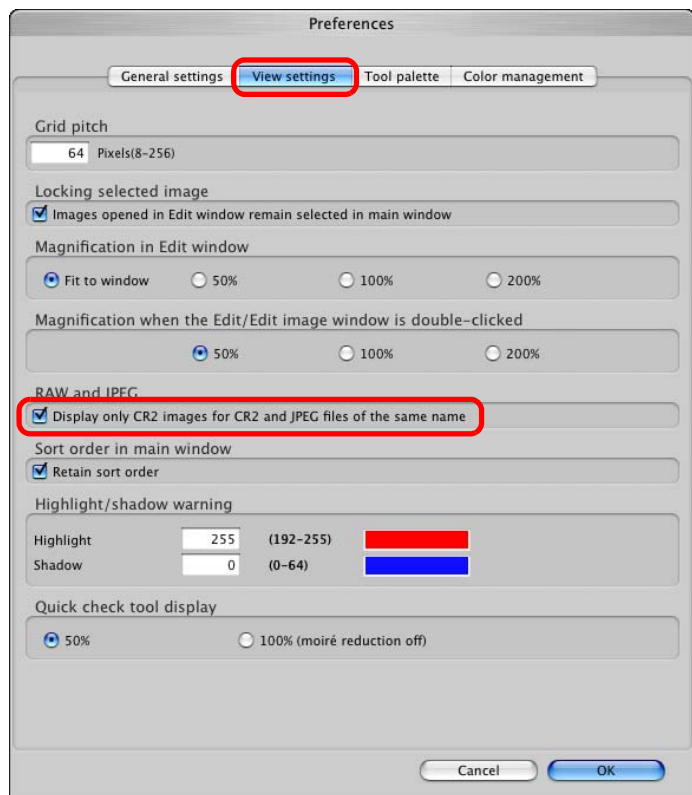 Preferences
General settings View settings Tool palette Color management
Grid pitch
64 Pixels(8-256)
Locking selected image
Images opened in Edit window remain selected in main window
Magnification in Edit window
Fit to window 50% 100% 200%
Magnification when the Edit/Edit image window is double-clicked
50% 100% 200%
RAW and JPEG
Display only CR2 images for CR2 and JPEG files of the same name
Sort order in main window
Retain sort order
Highlight/shadow warning
Highlight 255 (192-255)
Shadow 0 (0-64)
Quick check tool display
50% 100% (moiré reduction off)
Cancel OK